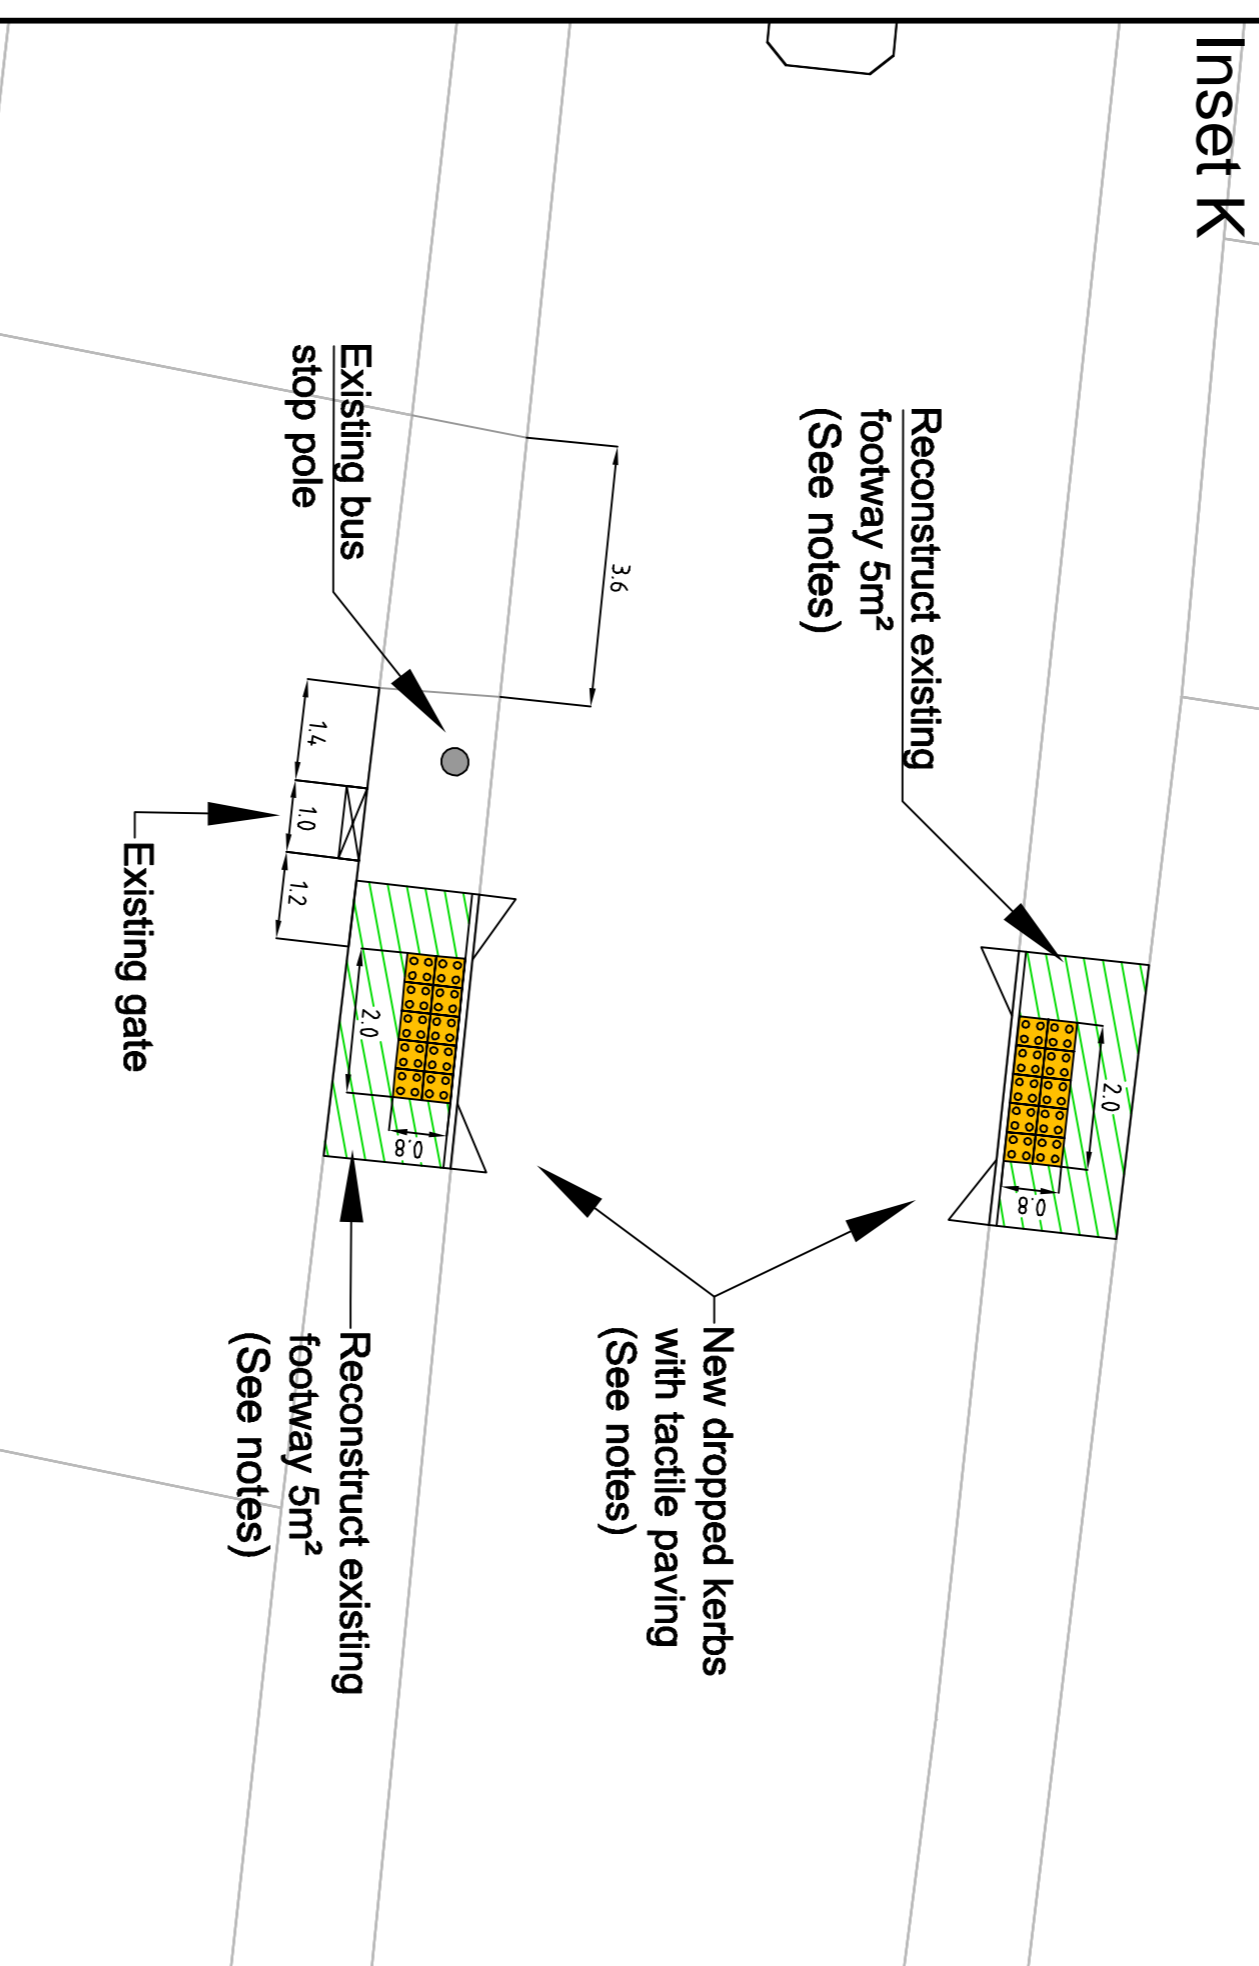 Inset K
Reconstruct existing
footway 5m²
(See notes)
3.6
Existing bus
stop pole
1.4
1.0
1.2
Existing gate
2.0
0.8
2.0
0.8
New dropped kerbs
with tactile paving
(See notes)
Reconstruct existing
footway 5m²
(See notes)